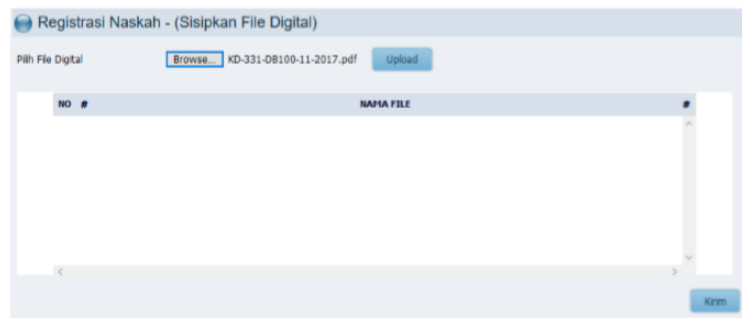 Registrasi Naskah - (Sisipkan File Digital)
Pilih File Digital Browse... KD-331-DB100-11-2017.pdf Upload
NO # NAMA FILE #
Kirim